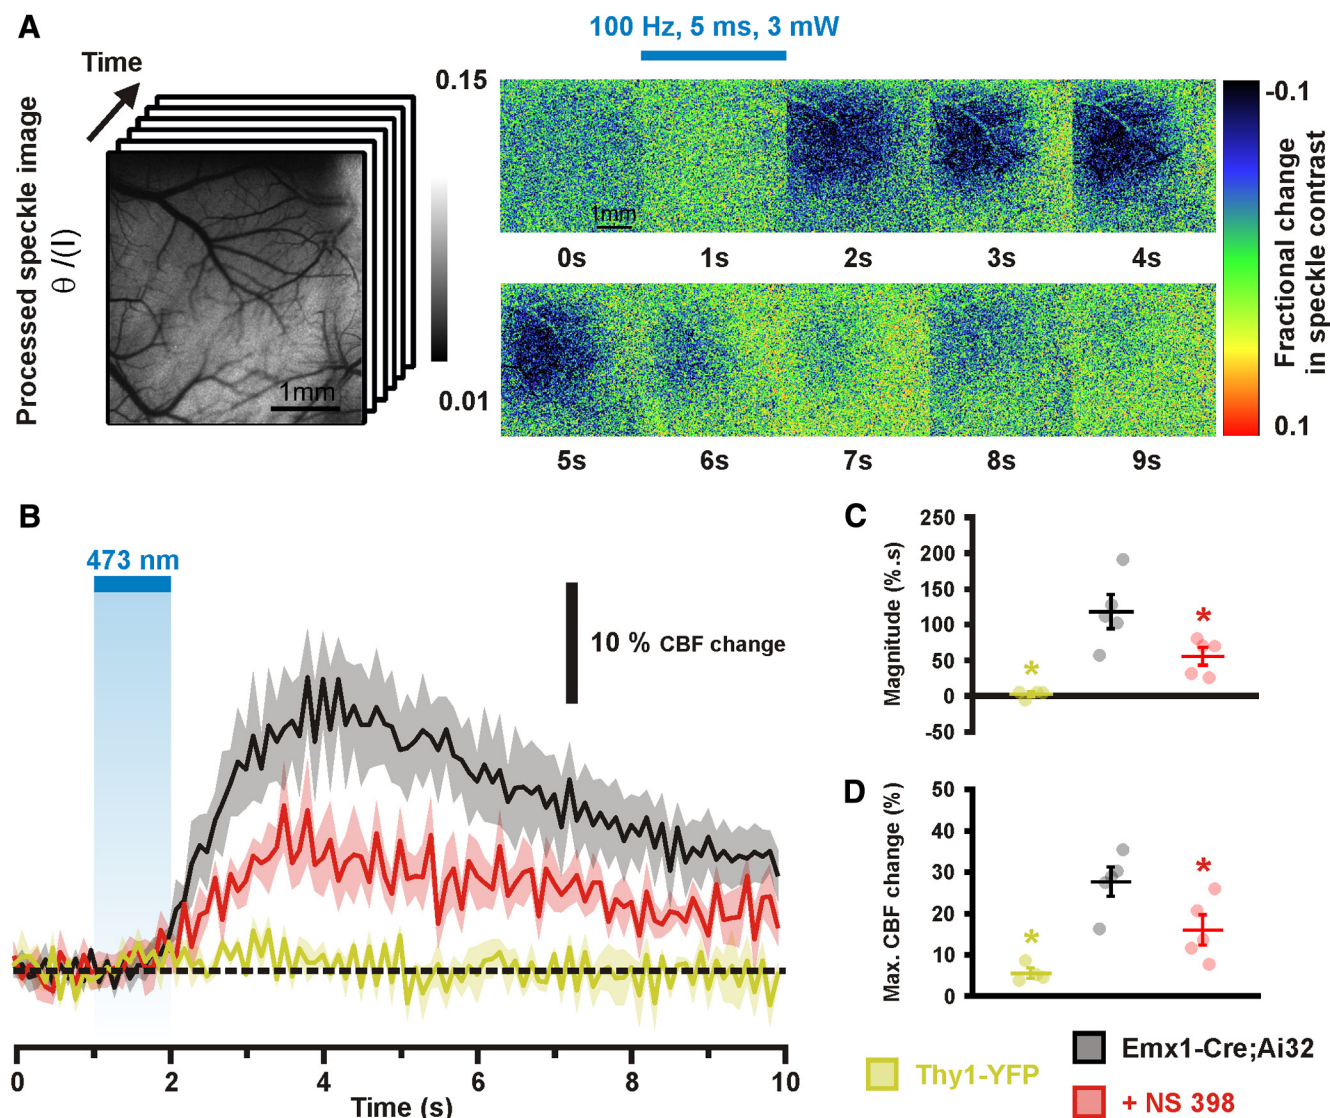 A
Time
Processed speckle image
θ /⟨I⟩
1mm
0.15
0.01
100 Hz, 5 ms, 3 mW
1mm
0s 1s 2s 3s 4s
5s 6s 7s 8s 9s
-0.1
Fractional change
in speckle contrast
0.1
B
473 nm
10 % CBF change
0 2 4 6 8 10
Time (s)
C
Magnitude (%.s)
250
200
150
100
50
0
-50
*
*
D
Max. CBF change (%)
50
40
30
20
10
0
*
*
Thy1-YFP
Emx1-Cre;Ai32
+ NS 398